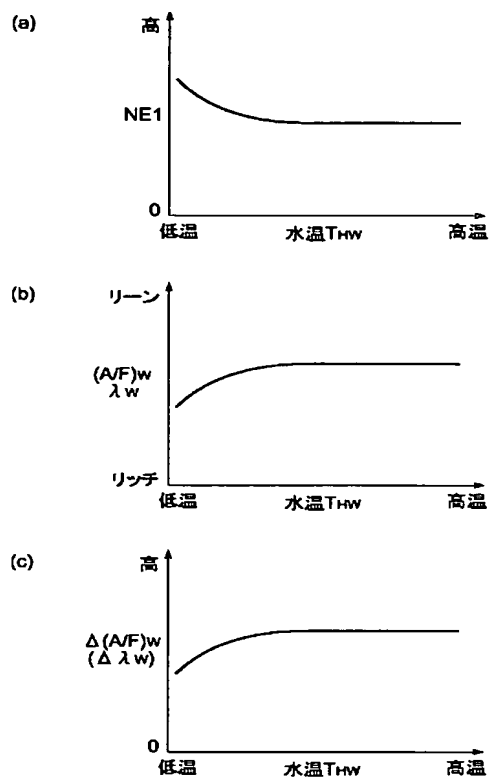 (a)
高
NE1
0
低温 水温THW 高温
(b)
リーン
(A/F)w
λw
リッチ
低温 水温THW 高温
(c)
高
Δ(A/F)w
(Δλw)
0
低温 水温THW 高温